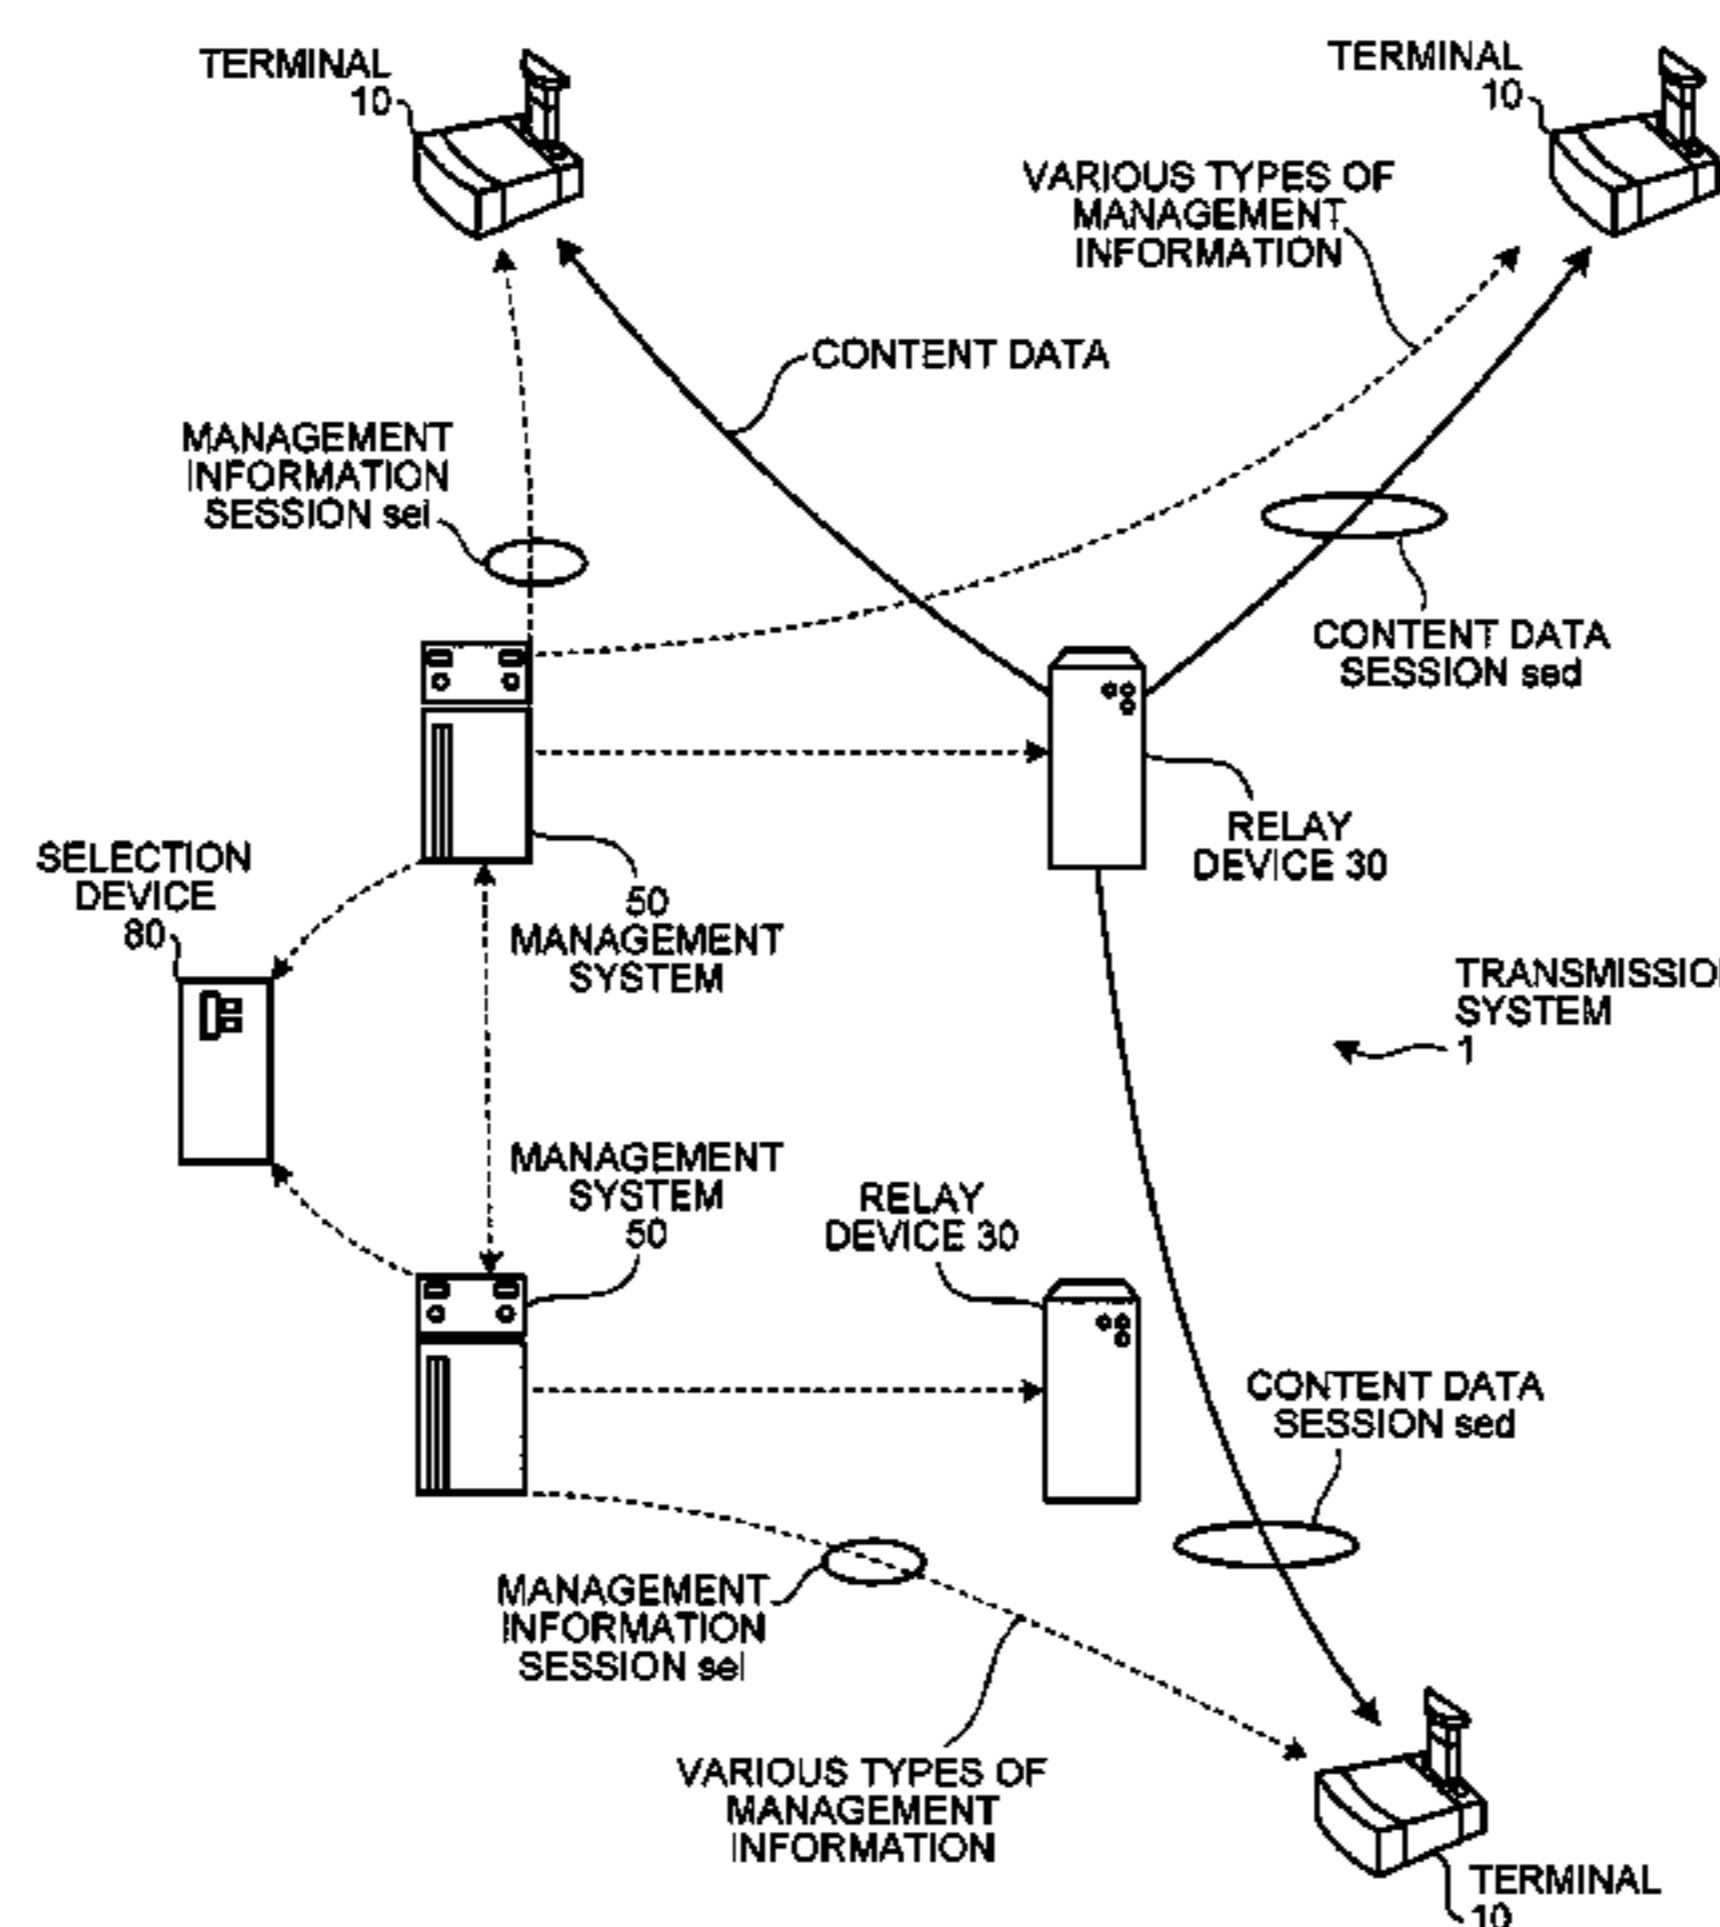 TERMINAL
10
TERMINAL
10
VARIOUS TYPES OF
MANAGEMENT
INFORMATION
CONTENT DATA
MANAGEMENT
INFORMATION
SESSION sei
CONTENT DATA
SESSION sed
RELAY
DEVICE 30
SELECTION
DEVICE
80
50
MANAGEMENT
SYSTEM
TRANSMISSIO
SYSTEM
1
MANAGEMENT
SYSTEM
50
RELAY
DEVICE 30
CONTENT DATA
SESSION sed
MANAGEMENT
INFORMATION
SESSION sei
VARIOUS TYPES OF
MANAGEMENT
INFORMATION
TERMINAL
10